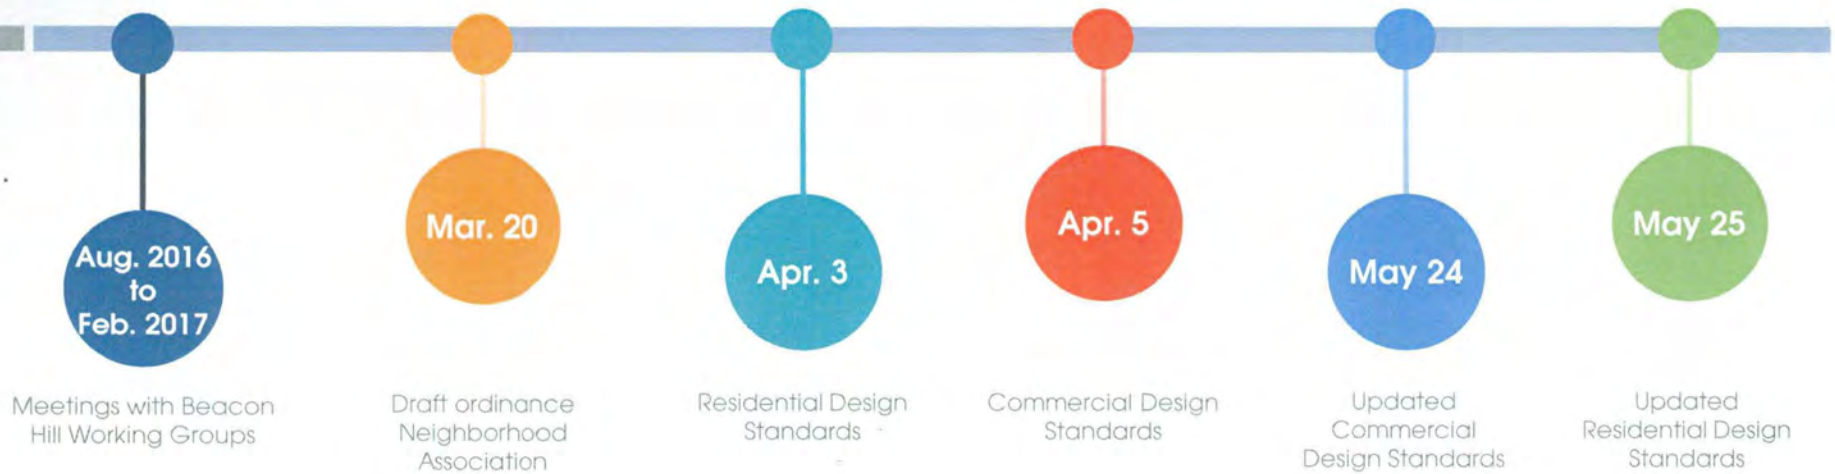 Aug. 2016
to
Feb. 2017
Meetings with Beacon
Hill Working Groups
Mar. 20
Draft ordinance
Neighborhood
Association
Apr. 3
Residential Design
Standards
Apr. 5
Commercial Design
Standards
May 24
Updated
Commercial
Design Standards
May 25
Updated
Residential Design
Standards